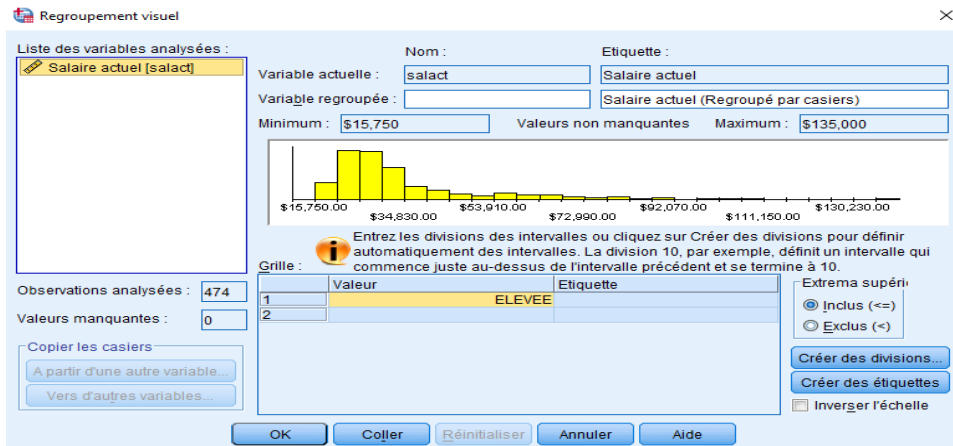 Regroupement visuel
Liste des variables analysées :
Salaire actuel [salact]
Nom :
Etiquette :
Variable actuelle :
salact
Salaire actuel
Variable regroupée :
Salaire actuel (Regroupé par casiers)
Minimum :
$15,750
Valeurs non manquantes
Maximum :
$135,000
$15,750.00
$34,830.00
$53,910.00
$72,990.00
$92,070.00
$111,150.00
$130,230.00
Entrez les divisions des intervalles ou cliquez sur Créer des divisions pour définir
automatiquement des intervalles. La division 10, par exemple, définit un intervalle qui
commence juste au-dessus de l'intervalle précédent et se termine à 10.
Grille :
Valeur
Etiquette
1
ELEVEE
2
Observations analysées :
474
Valeurs manquantes :
0
Copier les casiers
A partir d'une autre variable...
Vers d'autres variables...
Extrema supéri
Inclus (<=)
Exclus (<)
Créer des divisions...
Créer des étiquettes
Inverser l'échelle
OK
Coller
Réinitialiser
Annuler
Aide